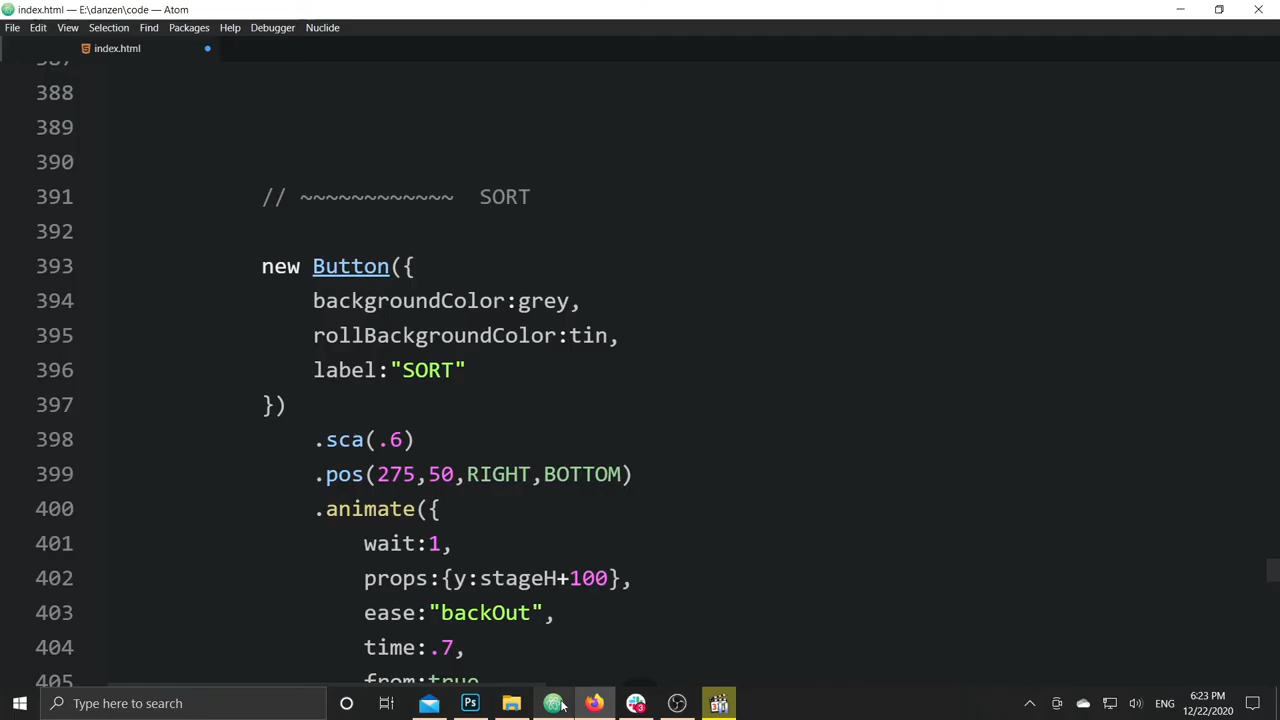 index.html — E:\danzen\code — Atom
File Edit View Selection Find Packages Help Debugger Nuclide
index.html
387
388
389
390
391 // ~~~~~~~~~~~~ SORT
392
393 new Button({
394 backgroundColor:grey,
395 rollBackgroundColor:tin,
396 label:"SORT"
397 })
398 .sca(.6)
399 .pos(275,50,RIGHT,BOTTOM)
400 .animate({
401 wait:1,
402 props:{y:stageH+100},
403 ease:"backOut",
404 time:.7,
405 from:true
Type here to search
Ps
3
ENG
6:23 PM
12/22/2020